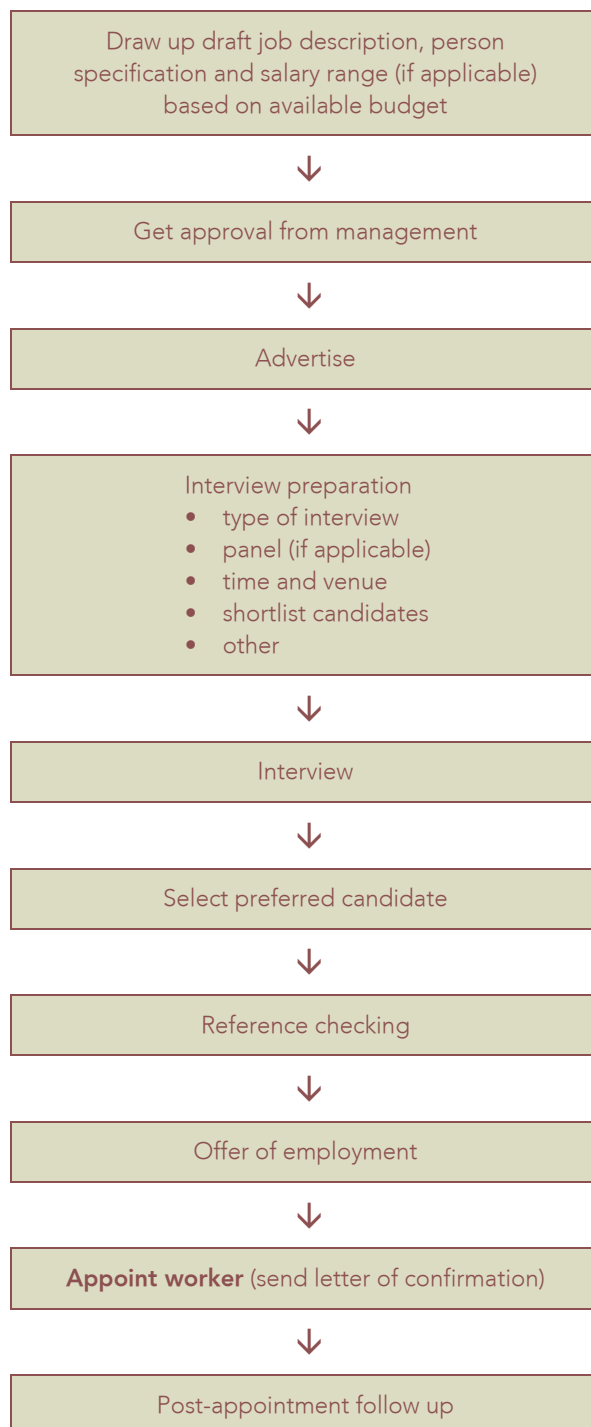 Draw up draft job description, person
specification and salary range (if applicable)
based on available budget
Get approval from management
Advertise
Interview preparation
• type of interview
• panel (if applicable)
• time and venue
• shortlist candidates
• other
Interview
Select preferred candidate
Reference checking
Offer of employment
Appoint worker (send letter of confirmation)
Post-appointment follow up